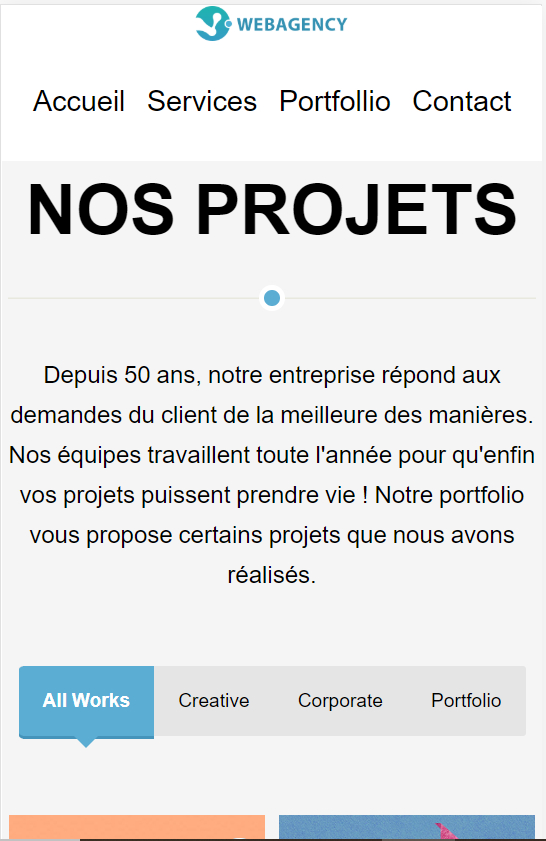 WEBAGENCY
Accueil Services Portfollio Contact
NOS PROJETS
Depuis 50 ans, notre entreprise répond aux
demandes du client de la meilleure des manières.
Nos équipes travaillent toute l'année pour qu'enfin
vos projets puissent prendre vie ! Notre portfolio
vous propose certains projets que nous avons
réalisés.
All Works Creative Corporate Portfolio